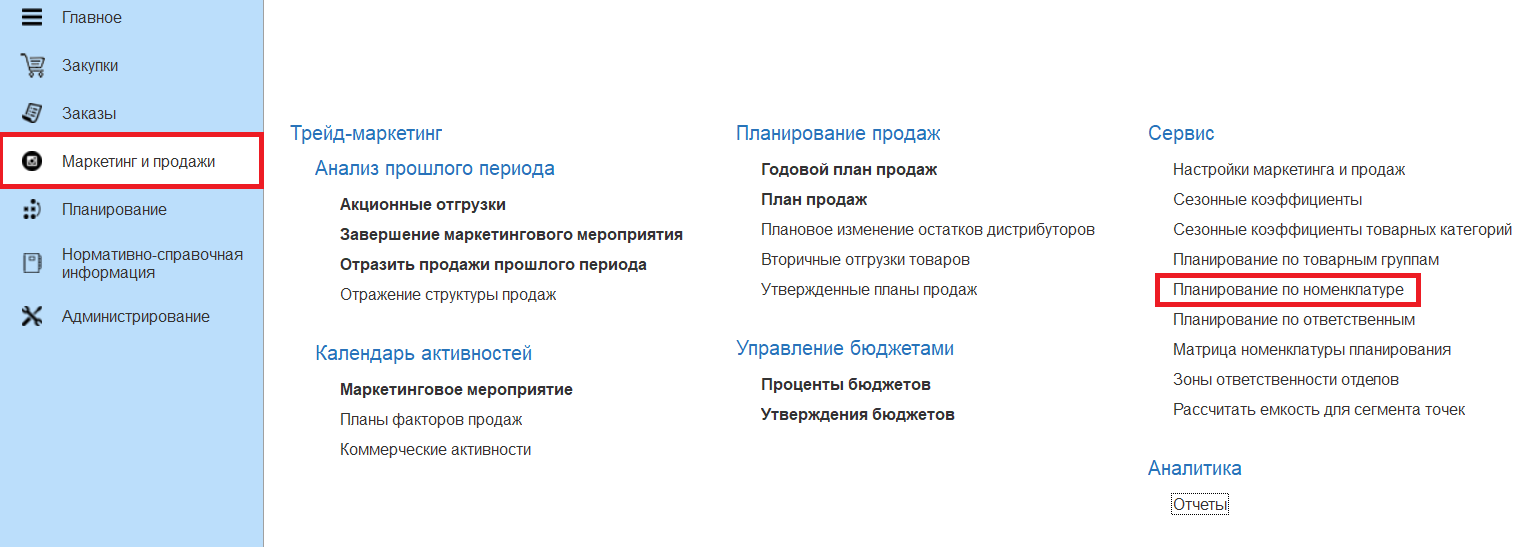 Главное
Закупки
Заказы
Маркетинг и продажи
Планирование
Нормативно-справочная
информация
Администрирование
Трейд-маркетинг
Анализ прошлого периода
Акционные отгрузки
Завершение маркетингового мероприятия
Отразить продажи прошлого периода
Отражение структуры продаж
Календарь активностей
Маркетинговое мероприятие
Планы факторов продаж
Коммерческие активности
Планирование продаж
Годовой план продаж
План продаж
Плановое изменение остатков дистрибуторов
Вторичные отгрузки товаров
Утвержденные планы продаж
Управление бюджетами
Проценты бюджетов
Утверждения бюджетов
Сервис
Настройки маркетинга и продаж
Сезонные коэффициенты
Сезонные коэффициенты товарных категорий
Планирование по товарным группам
Планирование по номенклатуре
Планирование по ответственным
Матрица номенклатуры планирования
Зоны ответственности отделов
Рассчитать емкость для сегмента точек
Аналитика
Отчеты